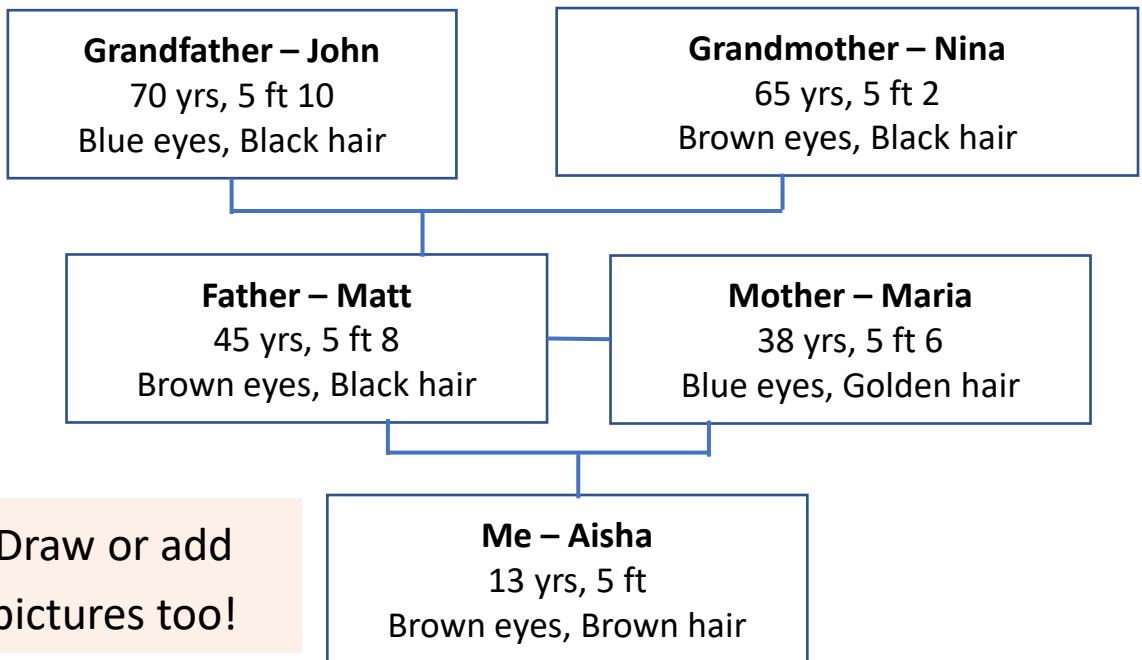 Grandfather – John
70 yrs, 5 ft 10
Blue eyes, Black hair
Grandmother – Nina
65 yrs, 5 ft 2
Brown eyes, Black hair
Father – Matt
45 yrs, 5 ft 8
Brown eyes, Black hair
Mother – Maria
38 yrs, 5 ft 6
Blue eyes, Golden hair
Draw or add
pictures too!
Me – Aisha
13 yrs, 5 ft
Brown eyes, Brown hair